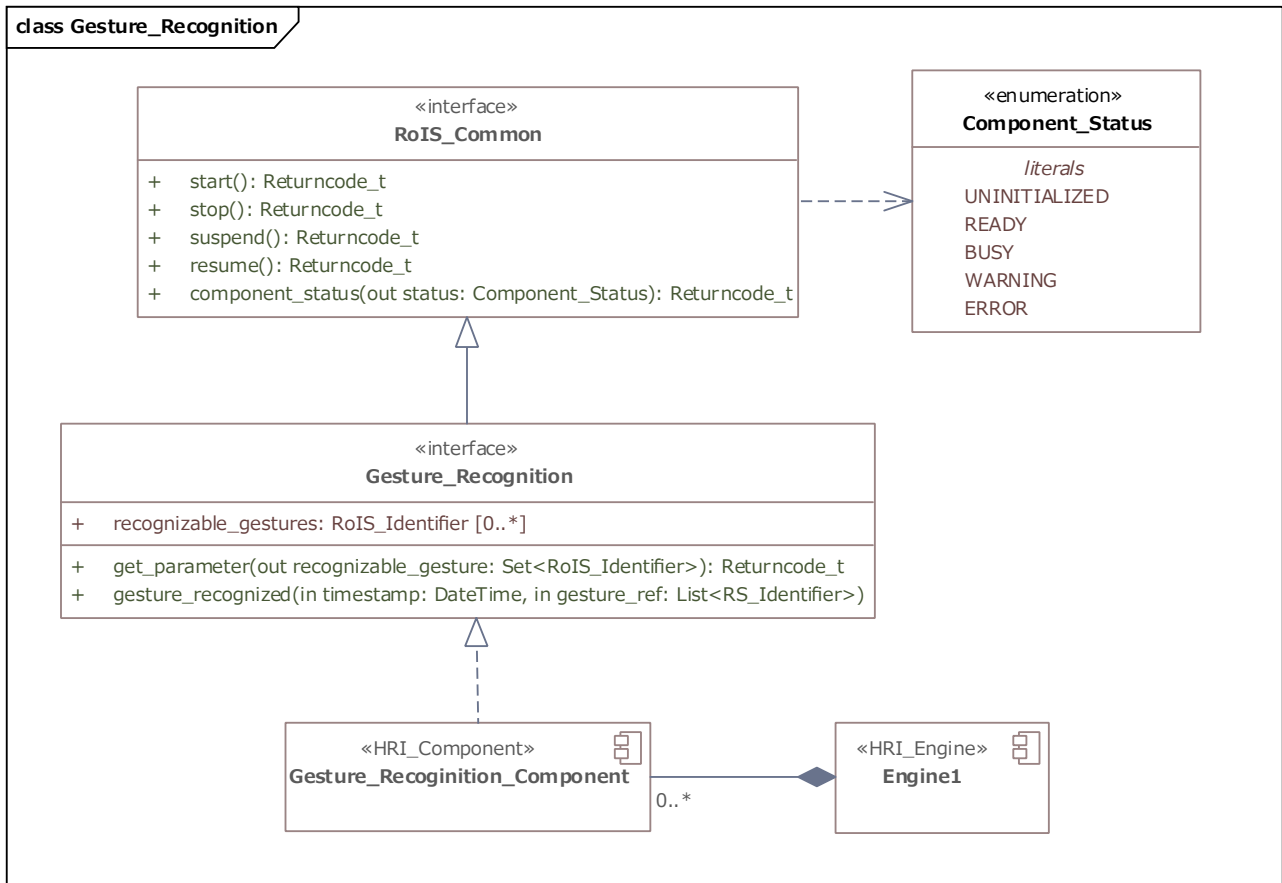 class Gesture_Recognition
«interface»
RoIS_Common
+ start(): Returncode_t
+ stop(): Returncode_t
+ suspend(): Returncode_t
+ resume(): Returncode_t
+ component_status(out status: Component_Status): Returncode_t
«enumeration»
Component_Status
literals
UNINITIALIZED
READY
BUSY
WARNING
ERROR
«interface»
Gesture_Recognition
+ recognizable_gestures: RoIS_Identifier [0..*]
+ get_parameter(out recognizable_gesture: Set<RoIS_Identifier>): Returncode_t
+ gesture_recognized(in timestamp: DateTime, in gesture_ref: List<RS_Identifier>)
«HRI_Component»
Gesture_Recoginition_Component
0..*
«HRI_Engine»
Engine1